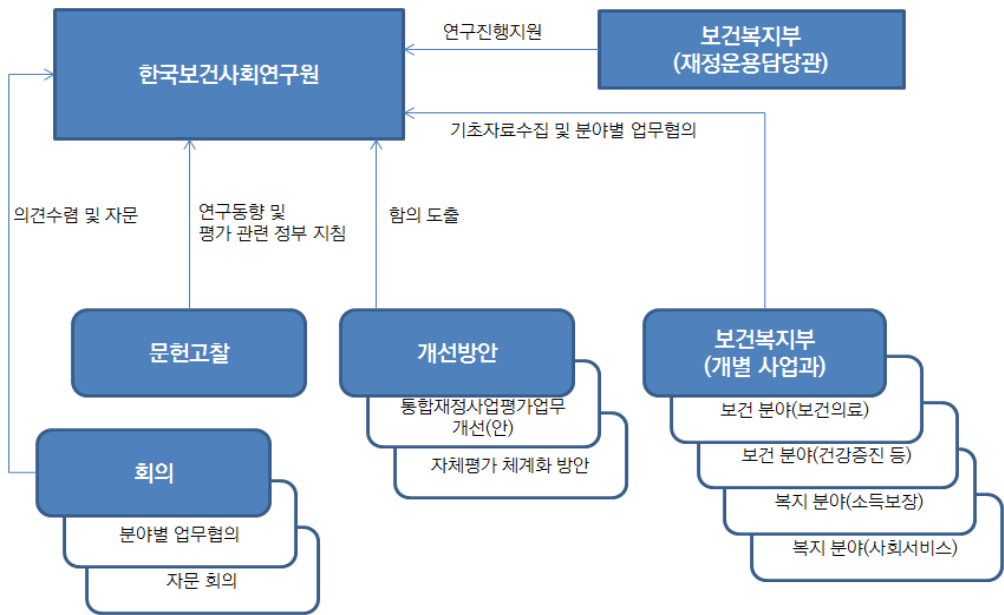 연구진행지원
보건복지부
(재정운용담당관)
한국보건사회연구원
기초자료수집 및 분야별 업무협의
의견수렴 및 자문
연구동향 및
평가 관련 정부 지침
함의 도출
문헌고찰
개선방안
통합재정사업평가업무
개선(안)
자체평가 체계화 방안
보건복지부
(개별 사업과)
보건 분야(보건의료)
보건 분야(건강증진 등)
복지 분야(소득보장)
복지 분야(사회서비스)
회의
분야별 업무협의
자문 회의